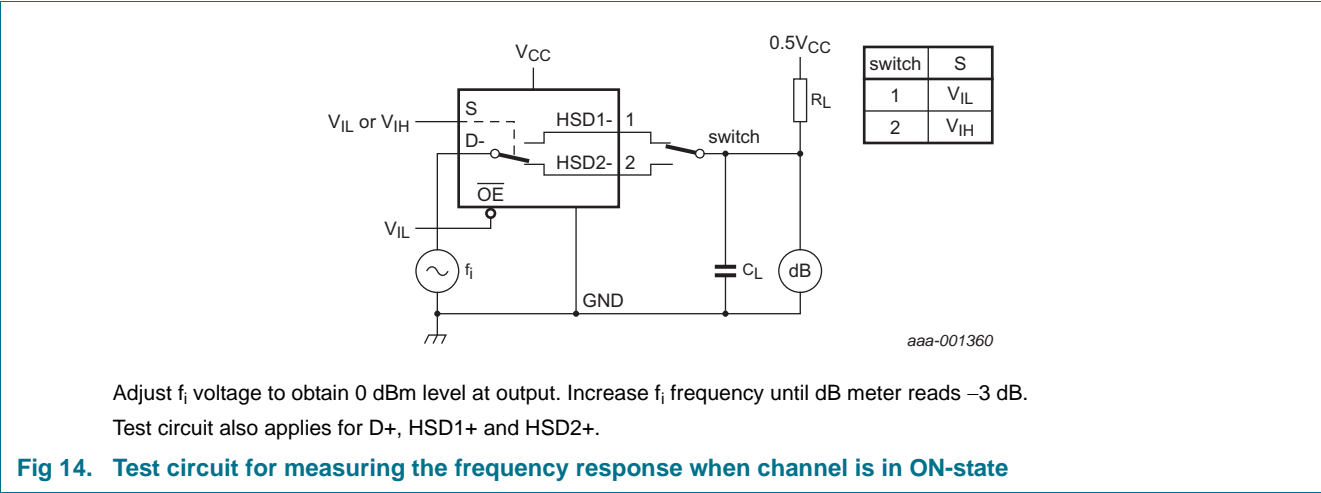 VCC
0.5VCC
switch S
1 VIL
2 VIH
RL
VIL or VIH
S
HSD1- 1
switch
D-
HSD2- 2
OE
VIL
fi
CL
dB
GND
aaa-001360
Adjust fi voltage to obtain 0 dBm level at output. Increase fi frequency until dB meter reads −3 dB.
Test circuit also applies for D+, HSD1+ and HSD2+.
Fig 14. Test circuit for measuring the frequency response when channel is in ON-state